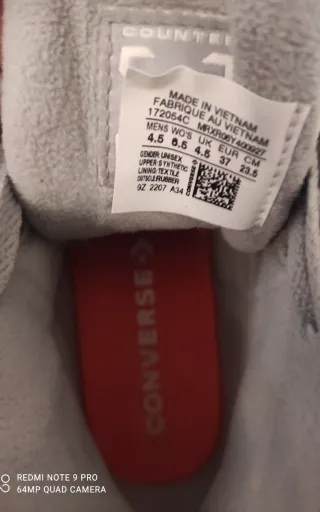 COUNTE
MADE IN VIETNAM
FABRIQUE AU VIETNAM
172054C
MENS WO'S UK EUR CM
4.5 6.5 4.5 37 23.5
GENDER:UNISEX
UPPER:SYNTHETIC
LINING:TEXTILE
OUTSOLE:RUBBER
9Z 2207 A34
CONVERSE
CONVERSE
REDMI NOTE 9 PRO
64MP QUAD CAMERA